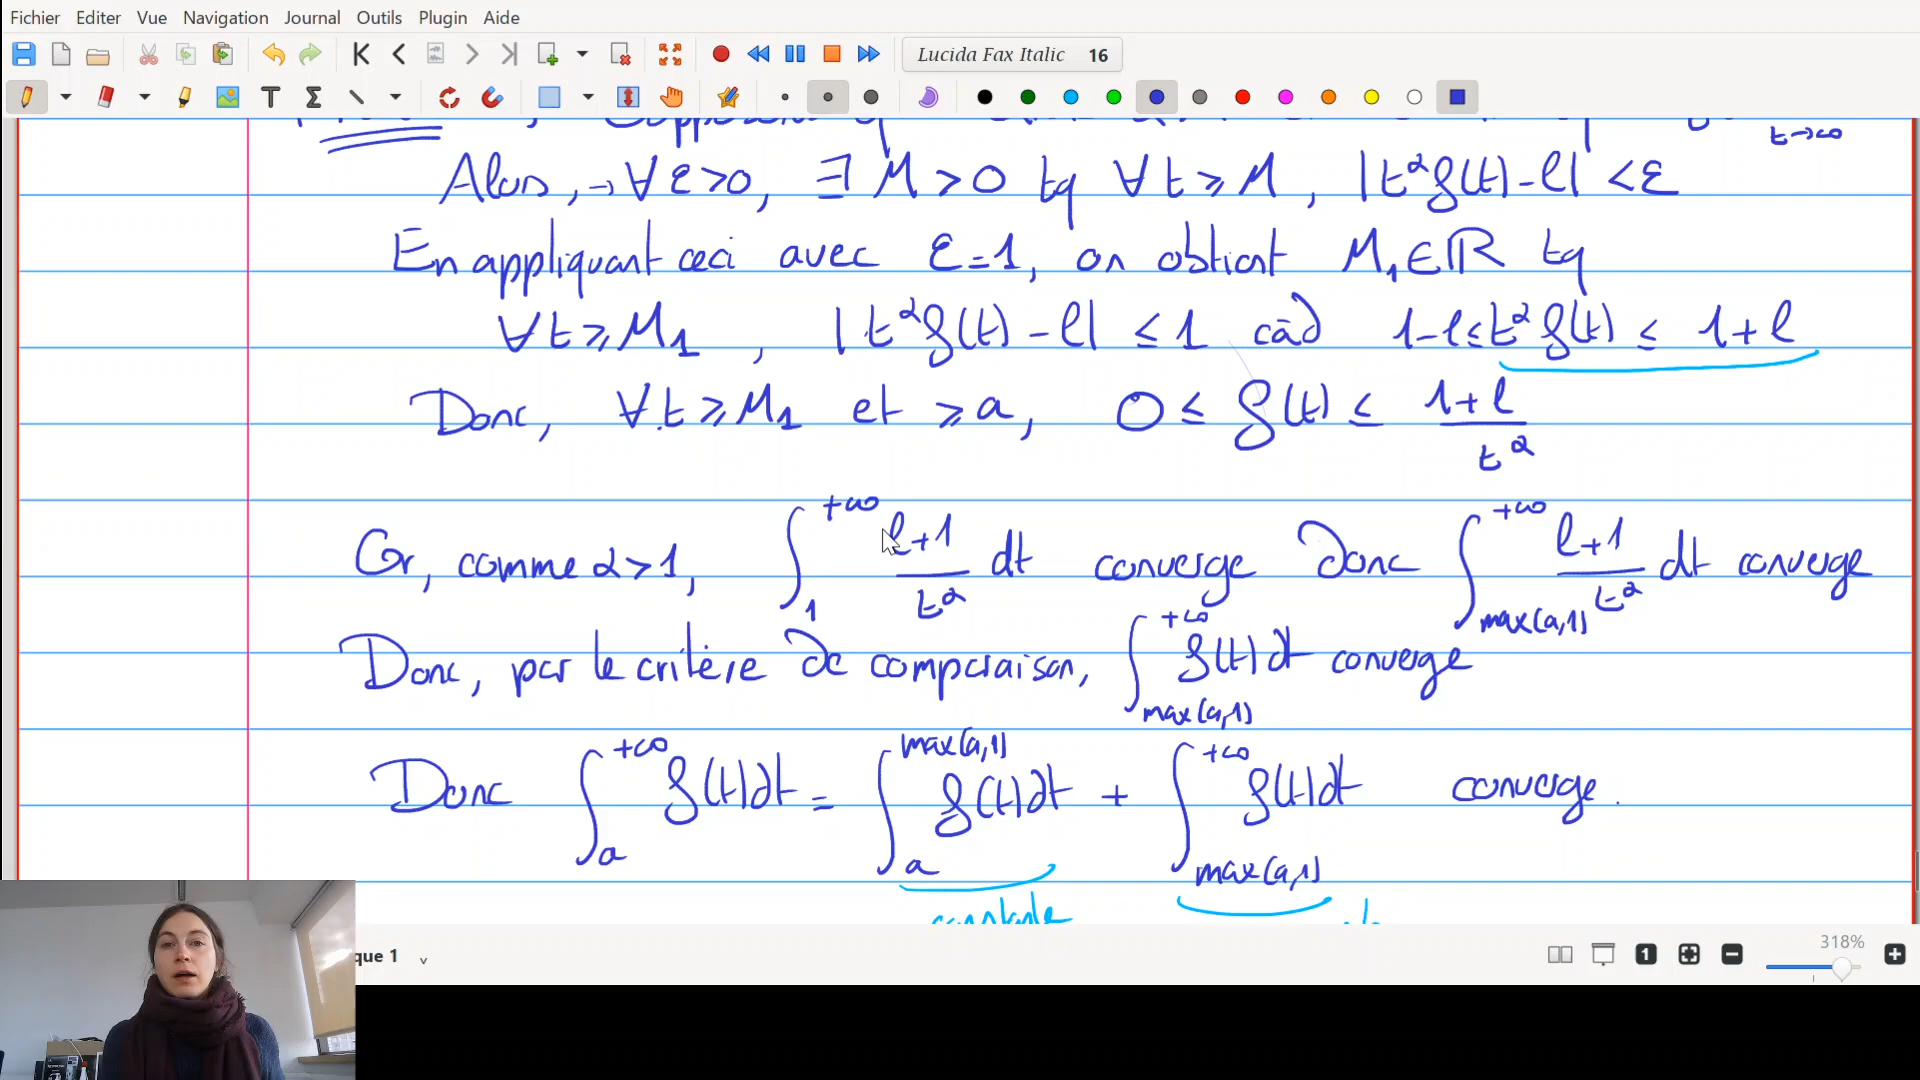 Fichier Editer Vue Navigation Journal Outils Plugin Aide
Lucida Fax Italic 16
t→∞
Alors, → ∀ ε>0, ∃ M>0 tq ∀ t ⩾ M, |t^α f(t) - l| < ε
En appliquant ceci avec ε=1, on obtient M₁∈ℝ tq
∀t ⩾ M₁, |t^α f(t) - l| ≤ 1 càd 1-l ≤ t^α f(t) ≤ 1+l
Donc, ∀t ⩾ M₁ et ⩾ a, 0 ≤ f(t) ≤ (1+l)/t^α
Or, comme α>1, ∫_1^{+∞} (l+1)/t^α dt converge donc ∫_{max(a,1)}^{+∞} (l+1)/t^α dt converge
Donc, par le critère de comparaison, ∫_{max(a,1)}^{+∞} f(t)dt converge
Donc ∫_a^{+∞} f(t)dt = ∫_a^{max(a,1)} f(t)dt + ∫_{max(a,1)}^{+∞} f(t)dt converge.
constante
que 1
318%